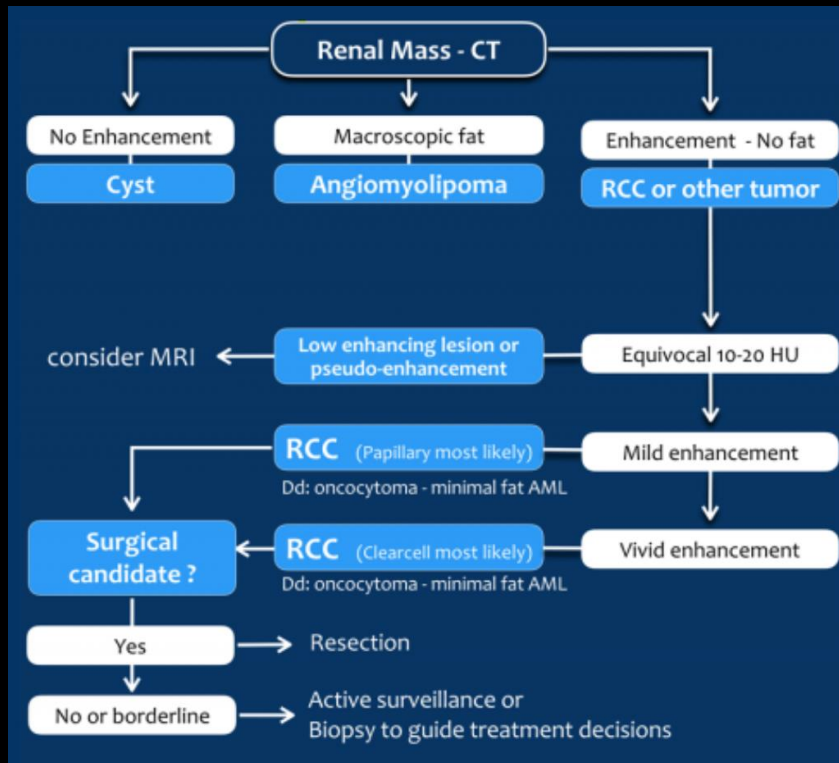 Renal Mass - CT
No Enhancement
Cyst
Macroscopic fat
Angiomyolipoma
Enhancement - No fat
RCC or other tumor
consider MRI
Low enhancing lesion or
pseudo-enhancement
Equivocal 10-20 HU
RCC (Papillary most likely)
Dd: oncocytoma - minimal fat AML
Mild enhancement
Surgical
candidate ?
RCC (Clearcell most likely)
Dd: oncocytoma - minimal fat AML
Vivid enhancement
Yes
Resection
No or borderline
Active surveillance or
Biopsy to guide treatment decisions